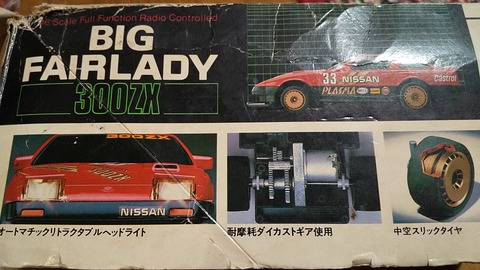 Scale Full Function Radio Controlled
BIG
FAIRLADY
300ZX
33 NISSAN
PLASMA
Castrol
300ZX
300ZX
NISSAN
オートマチックリトラクタブルヘッドライト
耐摩耗ダイカストギア使用
中空スリックタイヤ